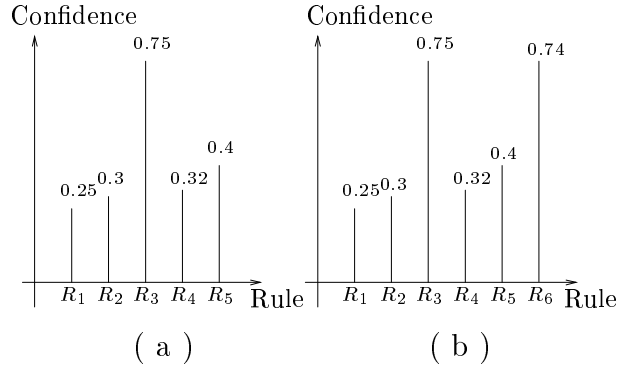 Confidence Confidence
0.75 0.75 0.74
0.4 0.4
0.25 0.3 0.32 0.25 0.3 0.32
R1 R2 R3 R4 R5 Rule R1 R2 R3 R4 R5 R6 Rule
( a ) ( b )